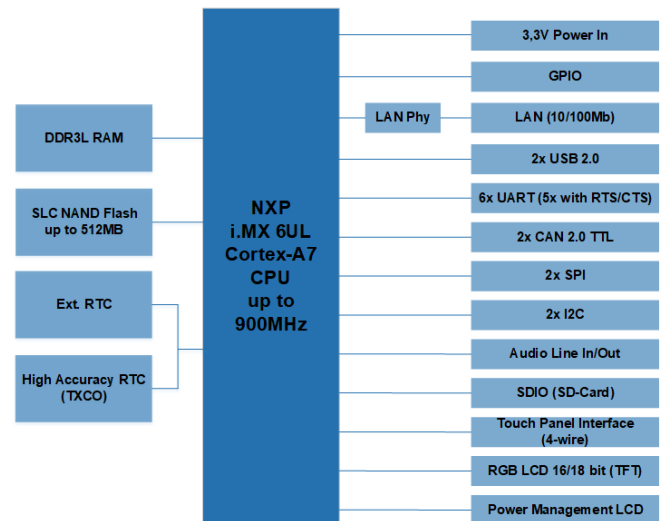 DDR3L RAM
SLC NAND Flash
up to 512MB
Ext. RTC
High Accuracy RTC
(TXCO)
NXP
i.MX 6UL
Cortex-A7
CPU
up to
900MHz
LAN Phy
3,3V Power In
GPIO
LAN (10/100Mb)
2x USB 2.0
6x UART (5x with RTS/CTS)
2x CAN 2.0 TTL
2x SPI
2x I2C
Audio Line In/Out
SDIO (SD-Card)
Touch Panel Interface
(4-wire)
RGB LCD 16/18 bit (TFT)
Power Management LCD